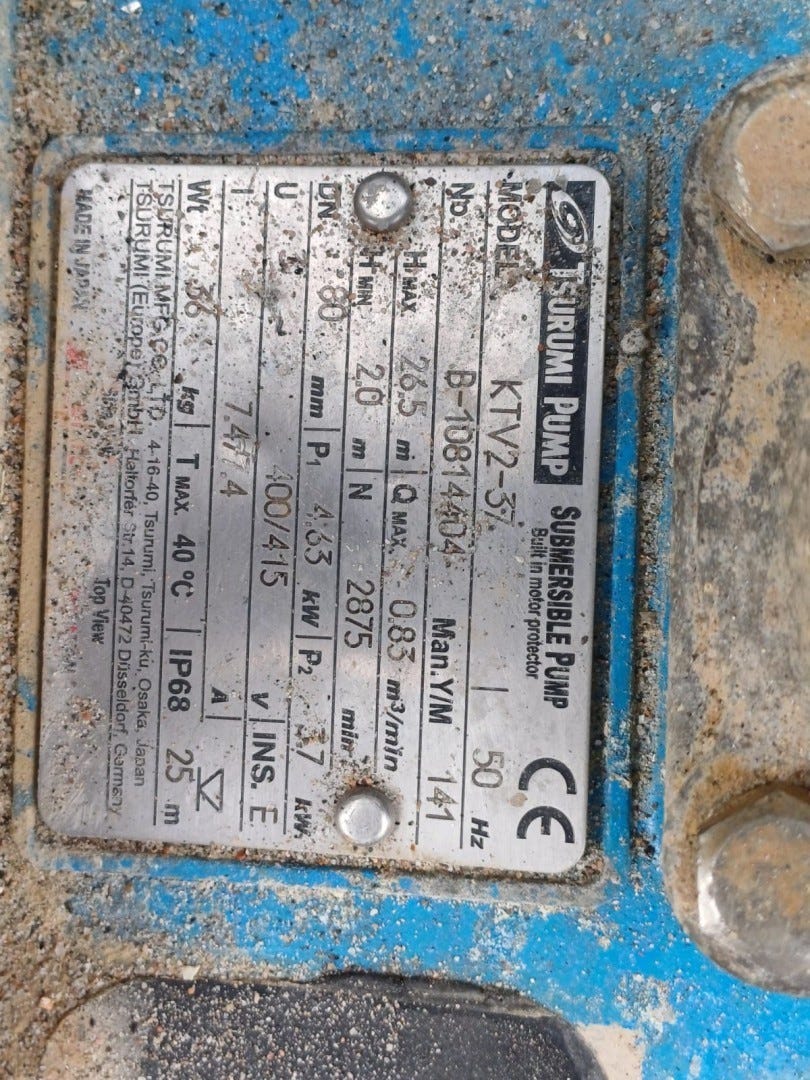 TSURUMI PUMP SUBMERSIBLE PUMP CE
Built in motor protector
MODEL KTV2-37 50 Hz
No. B-10814404 Man.Y/M 141
H MAX 26.5 m Q MAX. 0.83 m3/min
H MIN 2.0 m N 2875 min
DN 80 mm P1 4.63 kW P2 3.7 kW
U 400/415 V INS. E
I 7.4/7.4 A
Wt 36 kg T MAX 40°C IP68 25 m
TSURUMI MFG.CO., LTD. 4-16-40, Tsurumi, Tsurumi-ku, Osaka, Japan
TSURUMI (Europe) GmbH, Halforfer Str.14, D-40472 Düsseldorf, Germany
Top View
MADE IN JAPAN